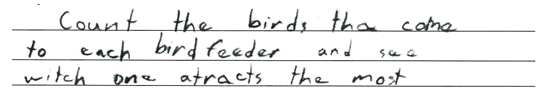 Count the birds tha come
to each bird feeder and see
witch one atracts the most